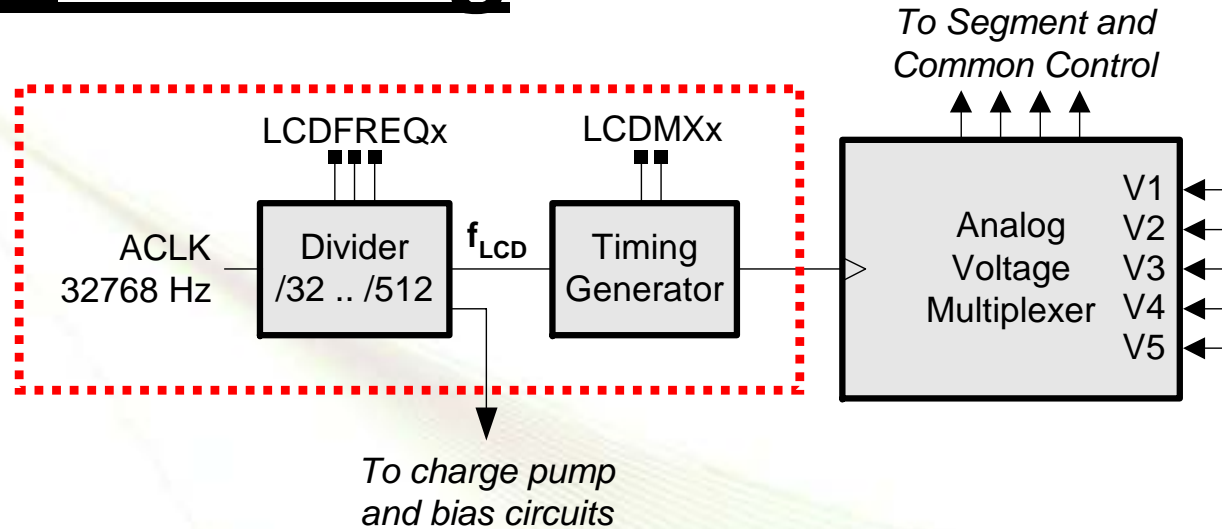 To Segment and
Common Control
LCDFREQx
LCDMXx
ACLK
32768 Hz
Divider
/32 .. /512
fLCD
Timing
Generator
Analog
Voltage
Multiplexer
V1
V2
V3
V4
V5
To charge pump
and bias circuits